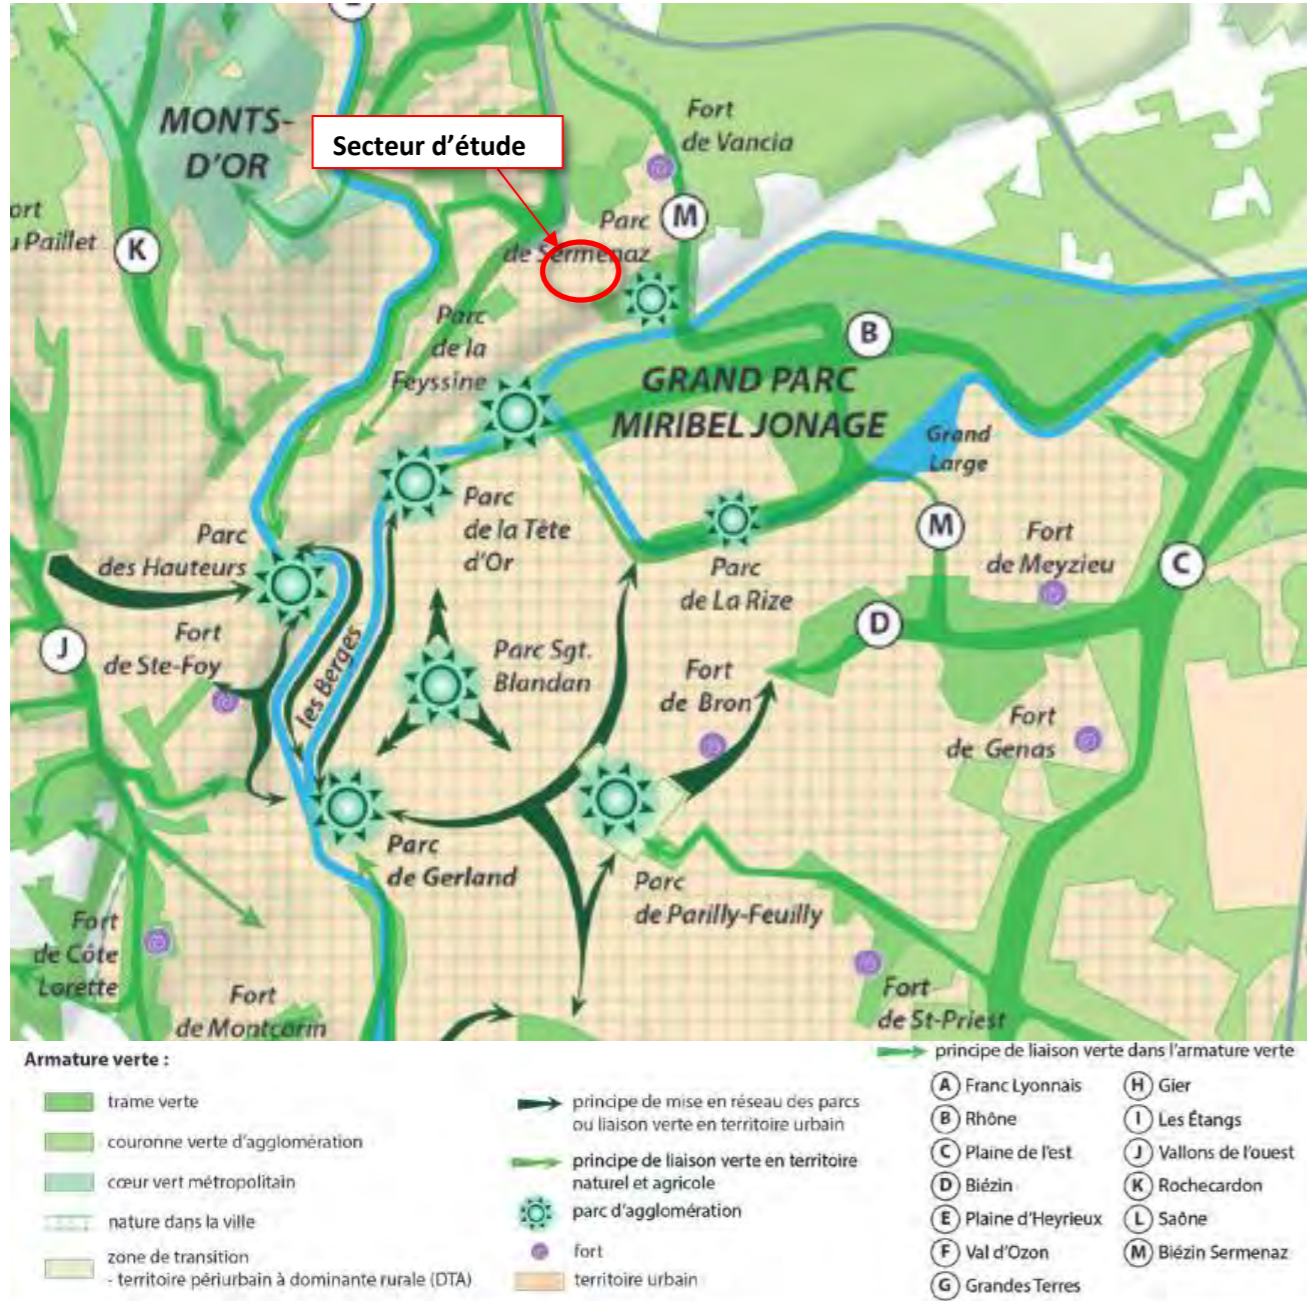 L
MONTS-
D'OR
Secteur d'étude
Fort
de Vancia
M
Parc
de Sermenaz
ort
u Paillet
K
Parc
de la
Feyssine
B
GRAND PARC
MIRIBEL JONAGE
Grand
Large
Parc
de la Tête
d'Or
Parc
des Hauteurs
M
Fort
de Meyzieu
C
Parc
de La Rize
D
J
Fort
de Ste-Foy
les Berges
Parc Sgt.
Blandan
Fort
de Bron
Fort
de Genas
Parc
de Gerland
Parc
de Parilly-Feuilly
Fort
de Côte
Lorette
Fort
de Montcorin
Fort
de St-Priest
Armature verte :
trame verte
couronne verte d'agglomération
cœur vert métropolitain
nature dans la ville
zone de transition
- territoire périurbain à dominante rurale (DTA)
principe de mise en réseau des parcs
ou liaison verte en territoire urbain
principe de liaison verte en territoire
naturel et agricole
parc d'agglomération
fort
territoire urbain
principe de liaison verte dans l'armature verte
A Franc Lyonnais
B Rhône
C Plaine de l'est
D Biézin
E Plaine d'Heyrieux
F Val d'Ozon
G Grandes Terres
H Gier
I Les Étangs
J Vallons de l'ouest
K Rochecardon
L Saône
M Biézin Sermenaz